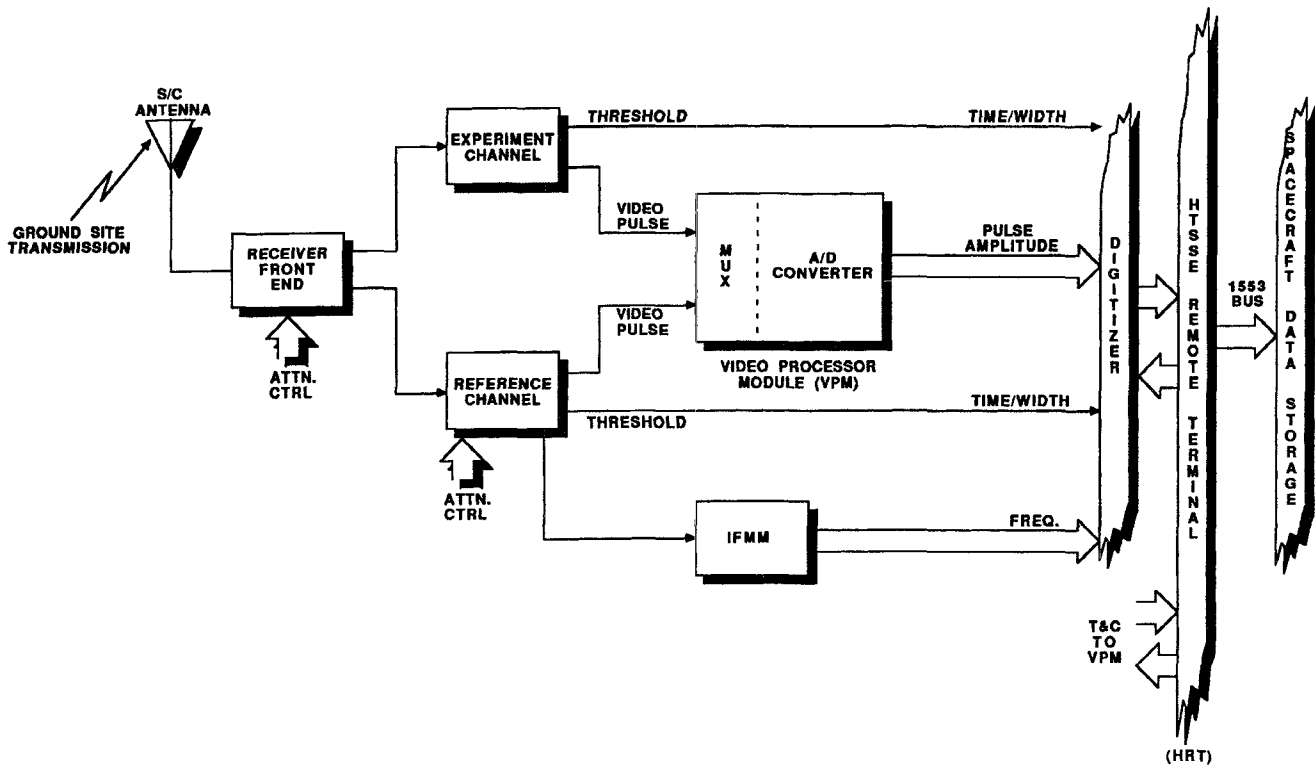 S/C
ANTENNA
GROUND SITE
TRANSMISSION
RECEIVER
FRONT
END
ATTN.
CTRL
EXPERIMENT
CHANNEL
THRESHOLD
TIME/WIDTH
VIDEO
PULSE
MUX
A/D
CONVERTER
PULSE
AMPLITUDE
VIDEO
PULSE
VIDEO PROCESSOR
MODULE (VPM)
REFERENCE
CHANNEL
THRESHOLD
TIME/WIDTH
ATTN.
CTRL
IFMM
FREQ.
DIGITIZER
HTSSE REMOTE TERMINAL
(HRT)
1553
BUS
SPACECRAFT DATA STORAGE
T&C
TO
VPM